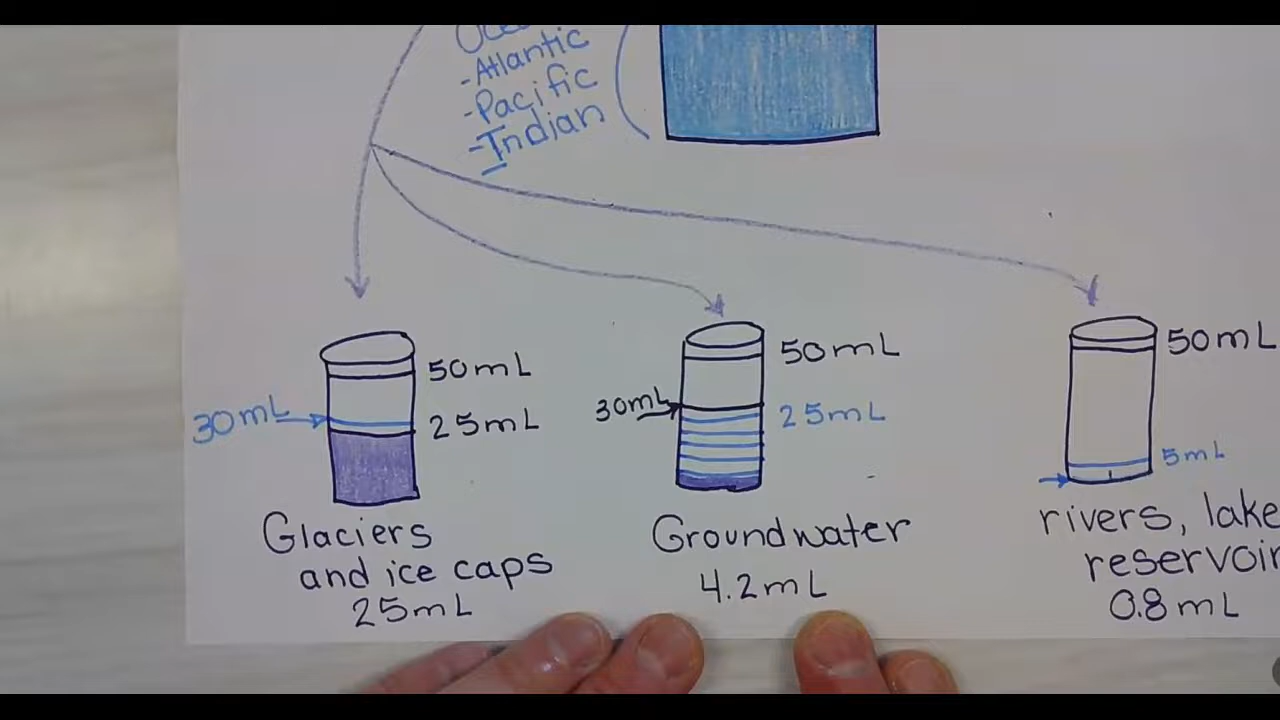 -Atlantic
-Pacific
-Indian
50mL
30mL
25mL
Glaciers
and ice caps
25mL
50mL
30mL
25mL
Groundwater
4.2mL
50mL
5mL
rivers, lake
0.8mL